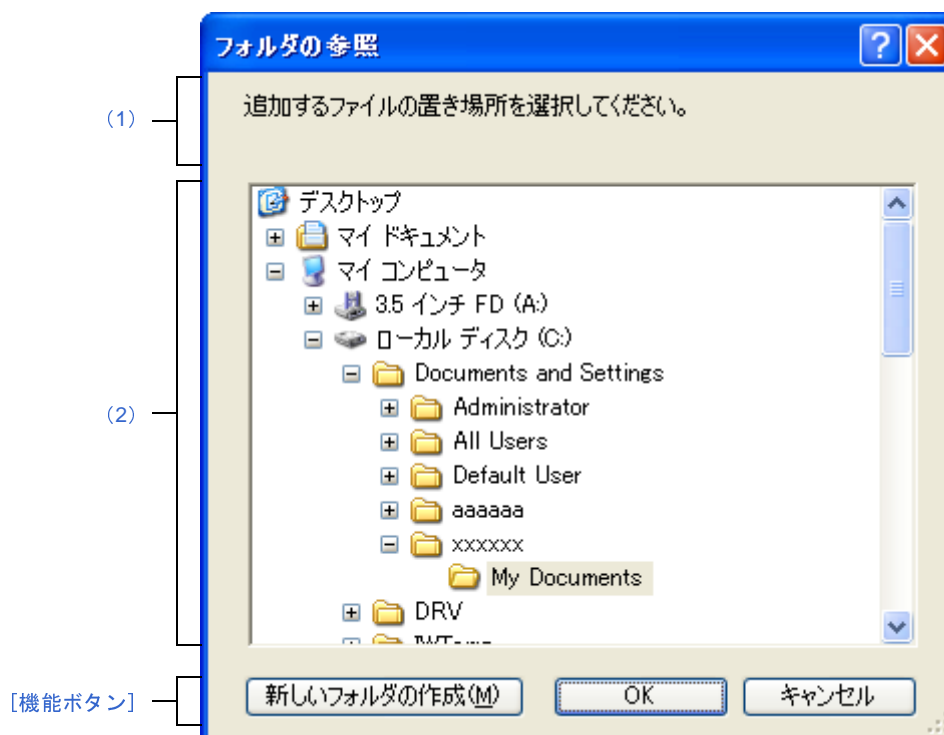 フォルダの参照
(1)
追加するファイルの置き場所を選択してください。
デスクトップ
マイ ドキュメント
マイ コンピュータ
3.5 インチ FD (A:)
ローカル ディスク (C:)
Documents and Settings
Administrator
(2)
All Users
Default User
aaaaaa
xxxxxx
My Documents
DRV
[機能ボタン]
新しいフォルダの作成(M)
OK
キャンセル